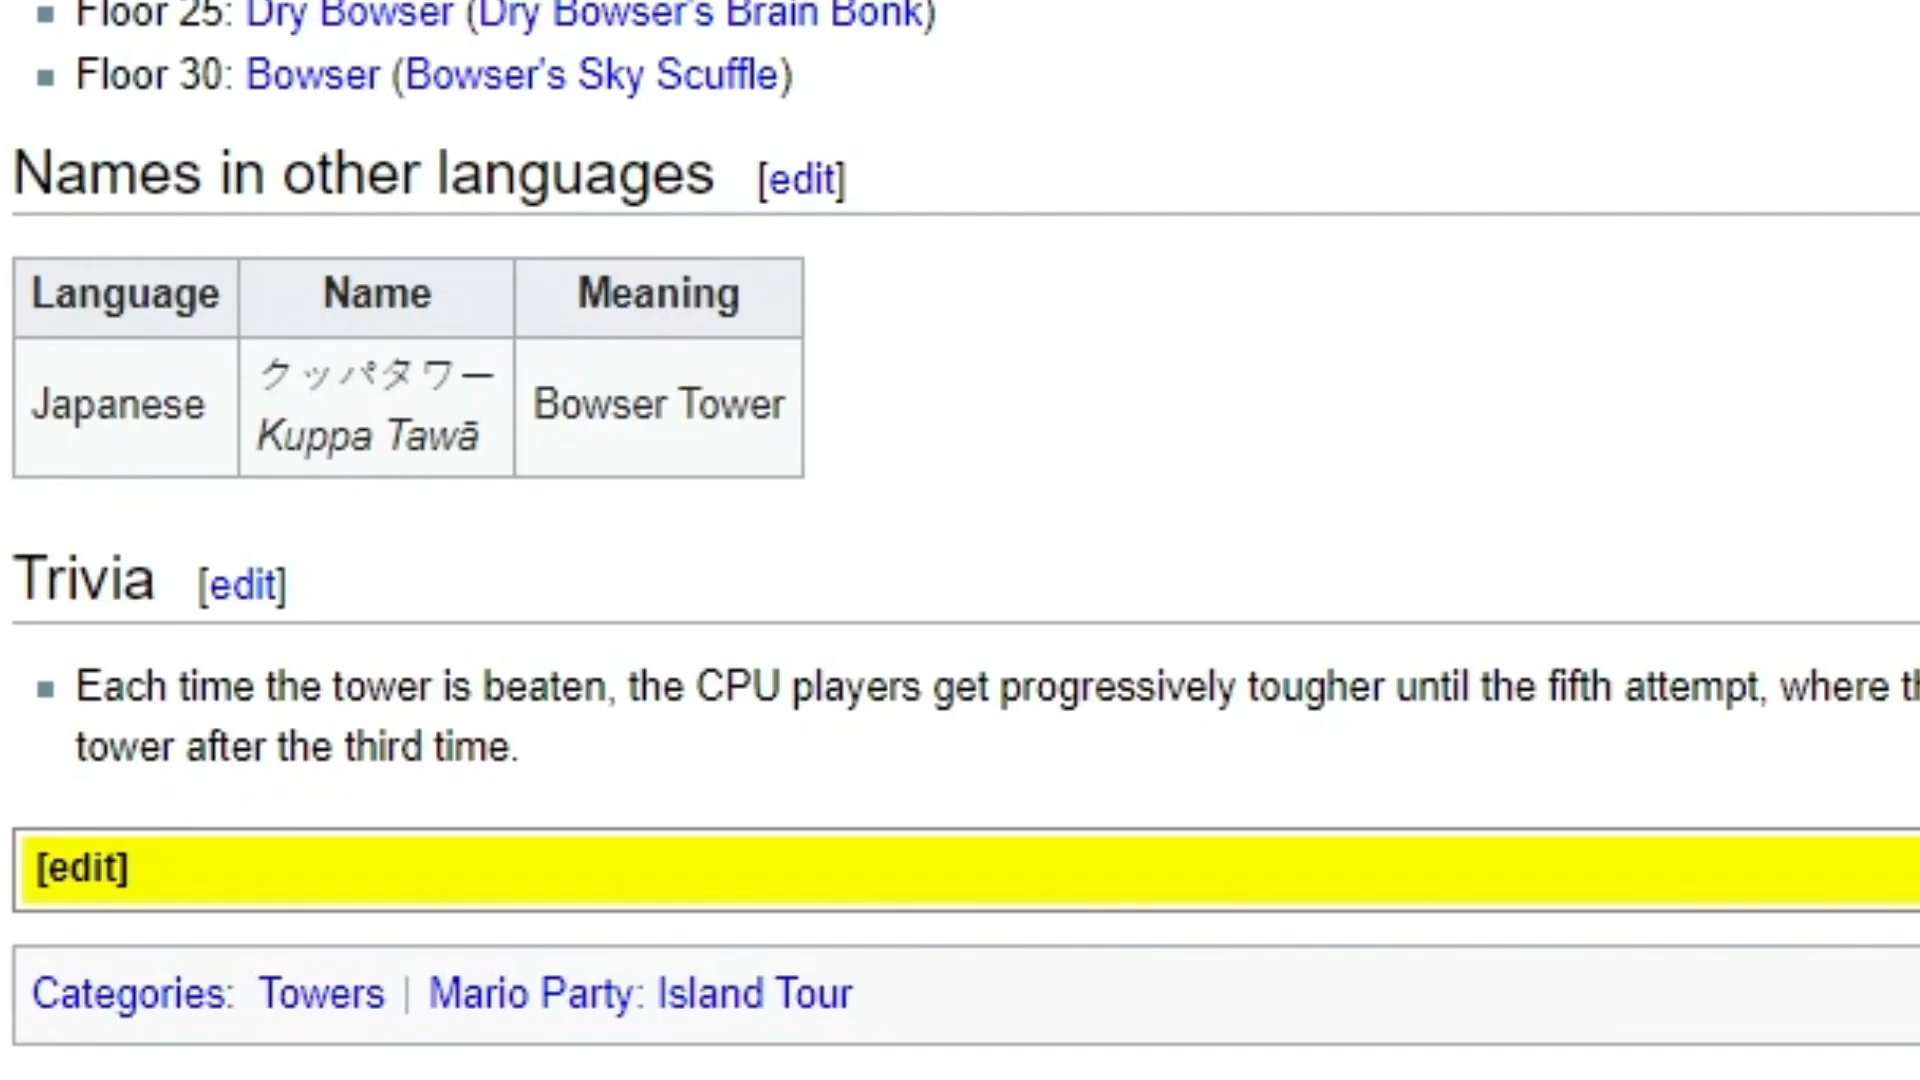 Floor 25: Dry Bowser (Dry Bowser's Brain Bonk)
Floor 30: Bowser (Bowser's Sky Scuffle)
Names in other languages [edit]
Language Name Meaning
Japanese クッパタワー Bowser Tower
Kuppa Tawā
Trivia [edit]
Each time the tower is beaten, the CPU players get progressively tougher until the fifth attempt, where
tower after the third time.
[edit]
Categories: Towers | Mario Party: Island Tour